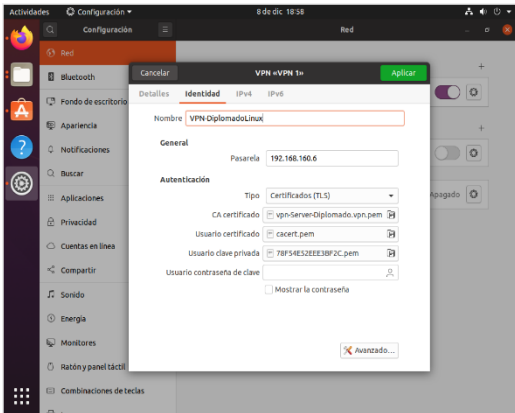 Actividades Configuración 8 de dic 18:58
Configuración Red
Red
Bluetooth
Fondo de escritorio
Apariencia
Notificaciones
Buscar
Aplicaciones
Privacidad
Cuentas en línea
Compartir
Sonido
Energía
Monitores
Ratón y panel táctil
Combinaciones de teclas
Cancelar VPN «VPN 1» Aplicar
Detalles Identidad IPv4 IPv6
Nombre VPN-DiplomadoLinux
General
Pasarela 192.168.160.6
Autenticación
Tipo Certificados (TLS)
CA certificado vpn-Server-Diplomado.vpn.pem
Usuario certificado cacert.pem
Usuario clave privada 78F54E52EEE3BF2C.pem
Usuario contraseña de clave
Mostrar la contraseña
Avanzado...
Apagado